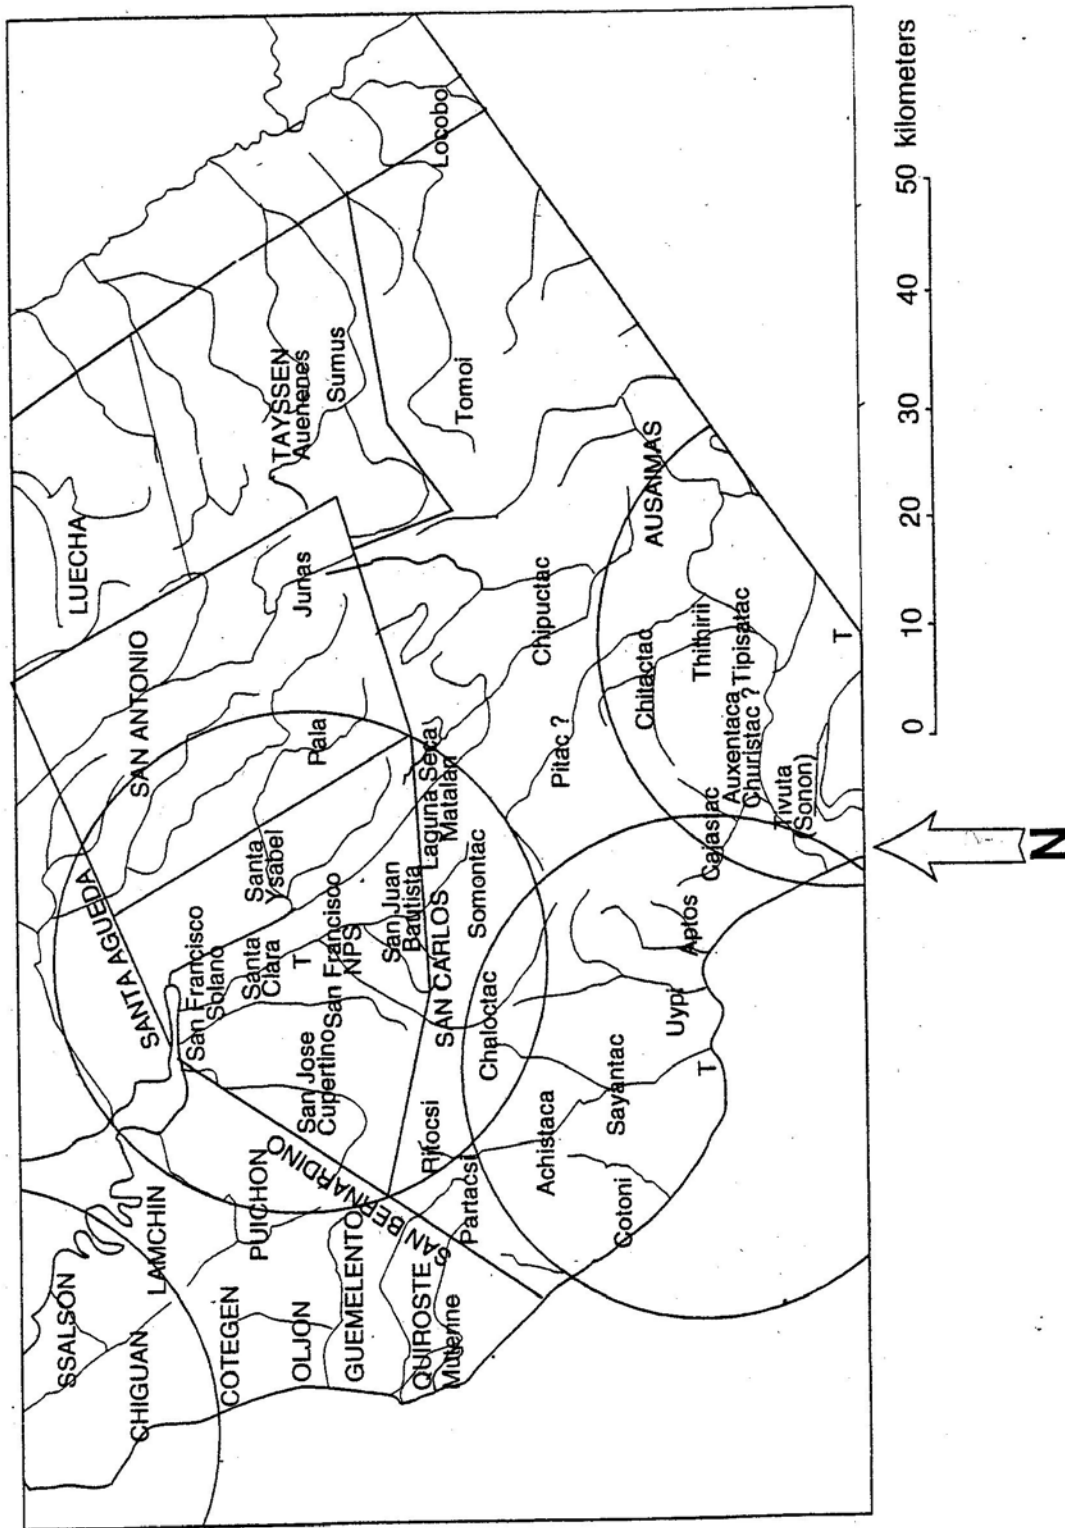 SSALSON
CHIGUAN
LAMCHIN
COTEGEN
PUICHON
OLJON
GUEMELENTO
QUIROSTE
Mutenne
SAN BERNARDINO
Partacsi
Ritocsi
Cotoni
Achistaca
Sayantac
T
Uypi
Aptos
Chaloctac
SAN CARLOS
Somontac
Matalan
Laguna Seca
San Juan
Bautista
San Jose
Cupertino
San Francisco
NPS
T
Santa
Clara
San Francisco
Solano
Santa
Ysabel
SANTA AGUEDA
SAN ANTONIO
Pala
Junas
LUECHA
TAYSSEN
Auenenes
Sumus
Tomoi
Locobo
Chipuctac
Pitac ?
AUSAIMAS
Chitactac
Thithirii
Tipisatac
Auxentaca
Churistac ?
Cajastac
Tivuta
(Sonon)
T
0 10 20 30 40 50 kilometers
N